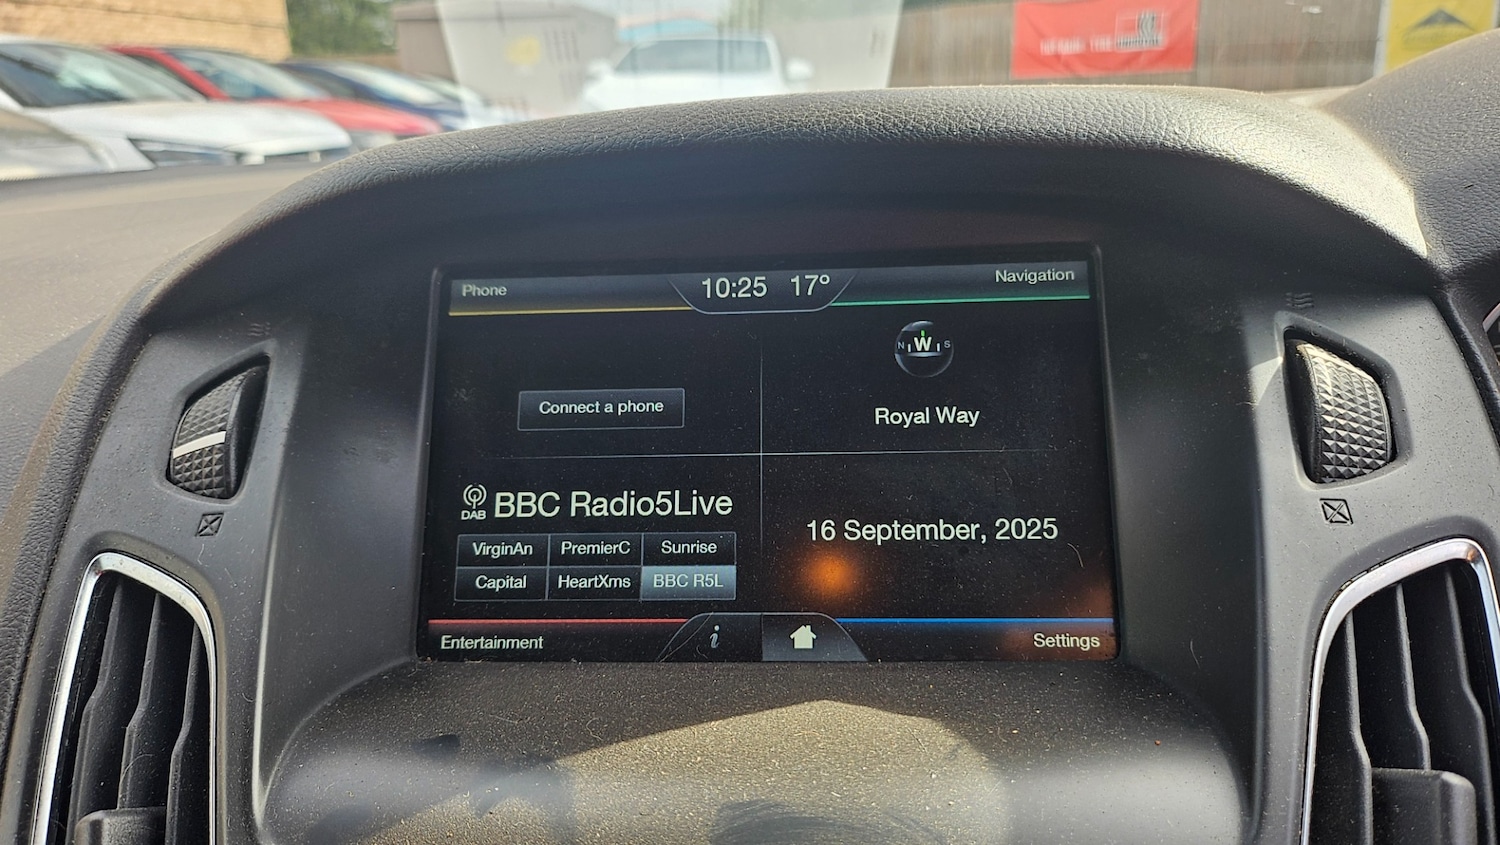 Phone
10:25 17°
Navigation
N W S
Connect a phone
Royal Way
DAB
BBC Radio5Live
VirginAn PremierC Sunrise
Capital HeartXms BBC R5L
16 September, 2025
Entertainment
i
Settings